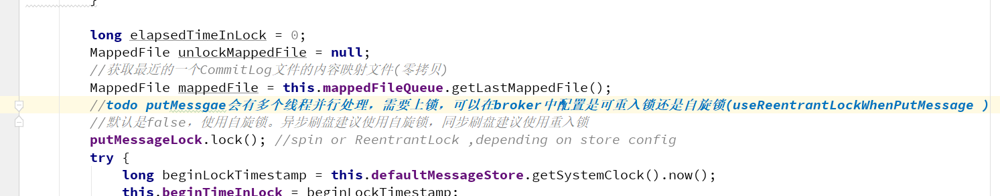 }
long elapsedTimeInLock = 0;
MappedFile unlockMappedFile = null;
//获取最近的一个CommitLog文件的内容映射文件(零拷贝)
MappedFile mappedFile = this.mappedFileQueue.getLastMappedFile();
//todo putMessgae会有多个线程并行处理，需要上锁，可以在broker中配置是可重入锁还是自旋锁(useReentrantLockWhenPutMessage )
//默认是false，使用自旋锁。异步刷盘建议使用自旋锁，同步刷盘建议使用重入锁
putMessageLock.lock(); //spin or ReentrantLock ,depending on store config
try {
long beginLockTimestamp = this.defaultMessageStore.getSystemClock().now();
this.beginTimeInLock = beginLockTimestamp;